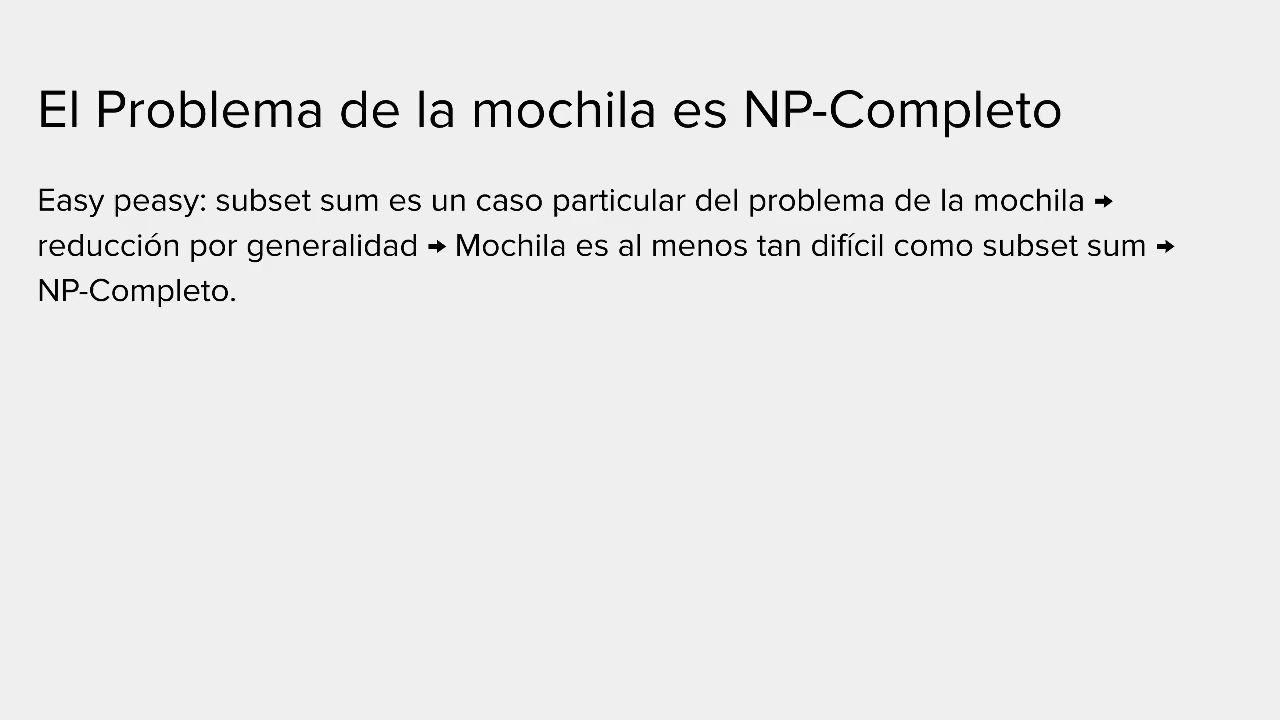 El Problema de la mochila es NP-Completo
Easy peasy: subset sum es un caso particular del problema de la mochila →
reducción por generalidad → Mochila es al menos tan difícil como subset sum →
NP-Completo.